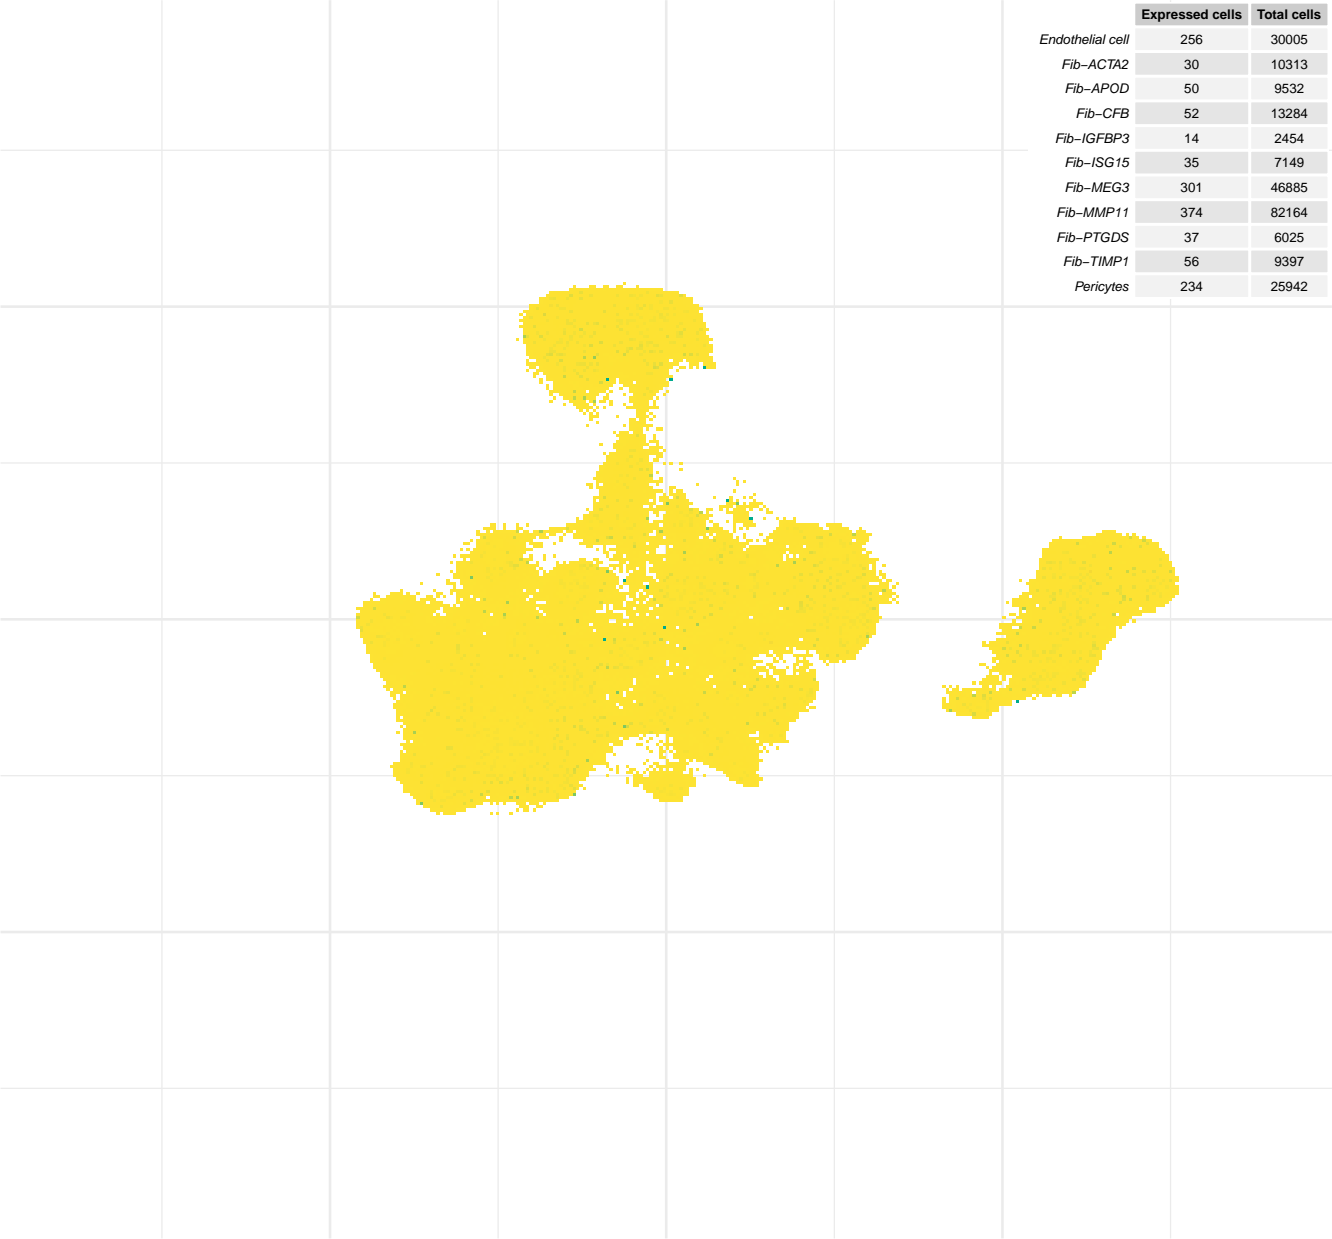 Expressed cells Total cells
Endothelial cell 256 30005
Fib−ACTA2 30 10313
Fib−APOD 50 9532
Fib−CFB 52 13284
Fib−IGFBP3 14 2454
Fib−ISG15 35 7149
Fib−MEG3 301 46885
Fib−MMP11 374 82164
Fib−PTGDS 37 6025
Fib−TIMP1 56 9397
Pericytes 234 25942